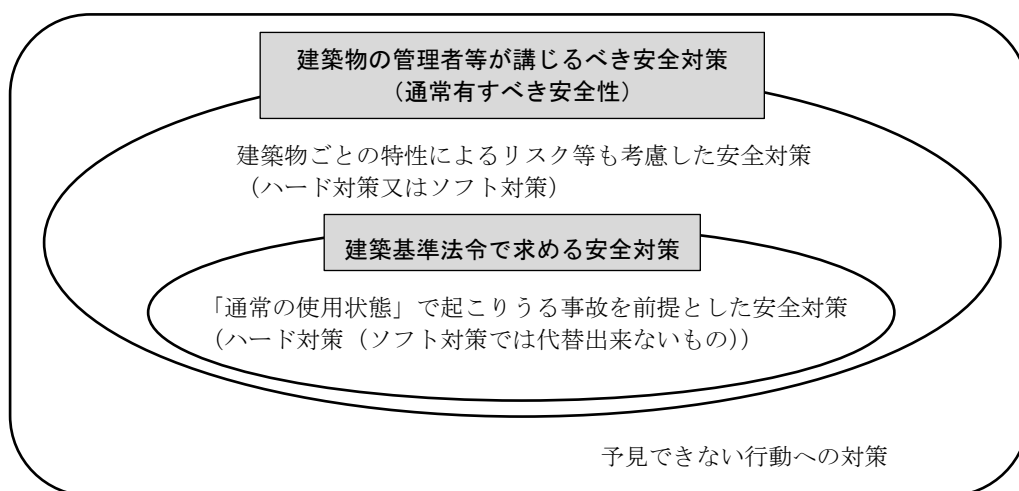 建築物の管理者等が講じるべき安全対策
（通常有すべき安全性）
建築物ごとの特性によるリスク等も考慮した安全対策
（ハード対策又はソフト対策）
建築基準法令で求める安全対策
「通常の使用状態」で起こりうる事故を前提とした安全対策
（ハード対策（ソフト対策では代替出来ないもの））
予見できない行動への対策